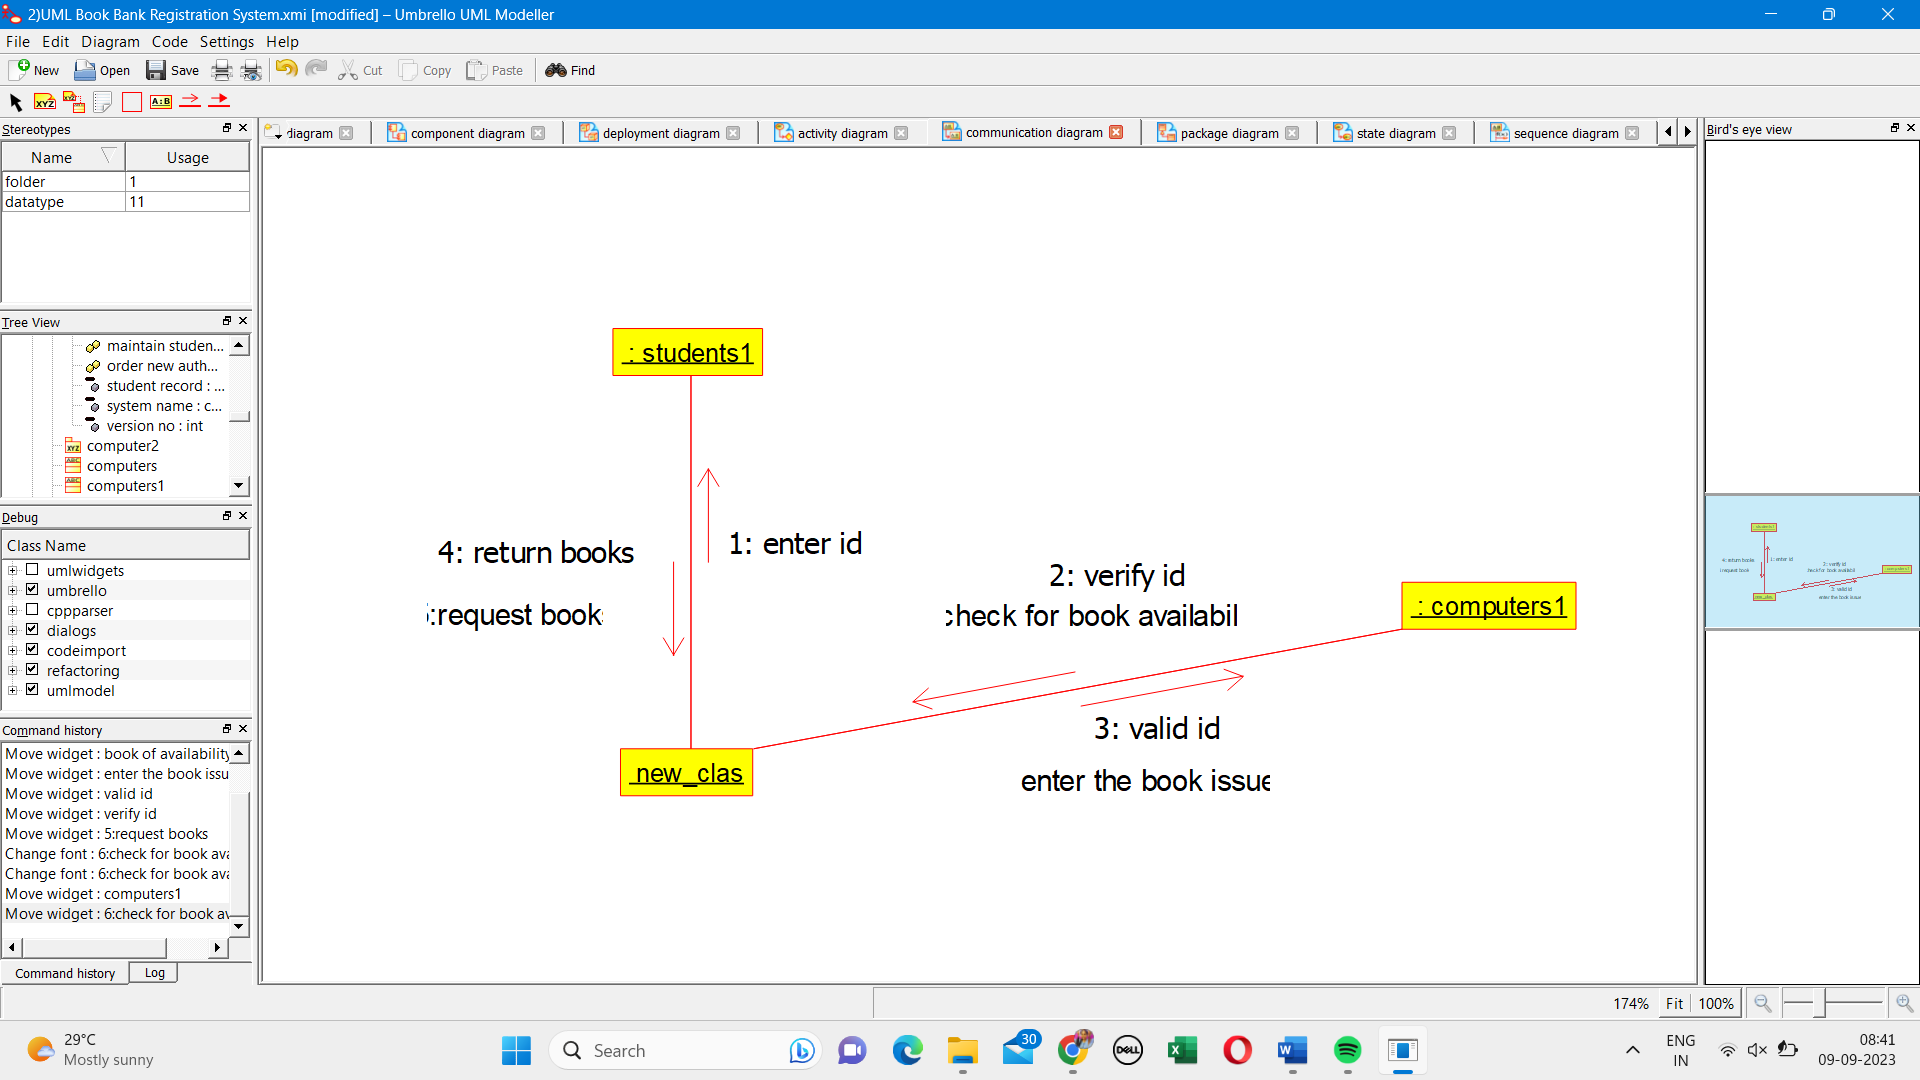 2)UML Book Bank Registration System.xmi [modified] – Umbrello UML Modeller
File Edit Diagram Code Settings Help
New Open Save Cut Copy Paste Find
XYZ XYZ A:B
Stereotypes
Name Usage
folder 1
datatype 11
Tree View
maintain studen...
order new auth...
student record : ...
system name : c...
version no : int
computer2
computers
computers1
Debug
Class Name
umlwidgets
umbrello
cppparser
dialogs
codeimport
refactoring
umlmodel
Command history
Move widget : book of availability
Move widget : enter the book issu
Move widget : valid id
Move widget : verify id
Move widget : 5:request books
Change font : 6:check for book ava
Change font : 6:check for book ava
Move widget : computers1
Move widget : 6:check for book av
Command history Log
diagram component diagram deployment diagram activity diagram communication diagram package diagram state diagram sequence diagram
: students1
4: return books
1: enter id
:request books
2: verify id
check for book availabil
: computers1
3: valid id
enter the book issue
new_clas
Bird's eye view
174% Fit 100%
29°C
Mostly sunny
Search
30
DELL
ENG
IN
08:41
09-09-2023